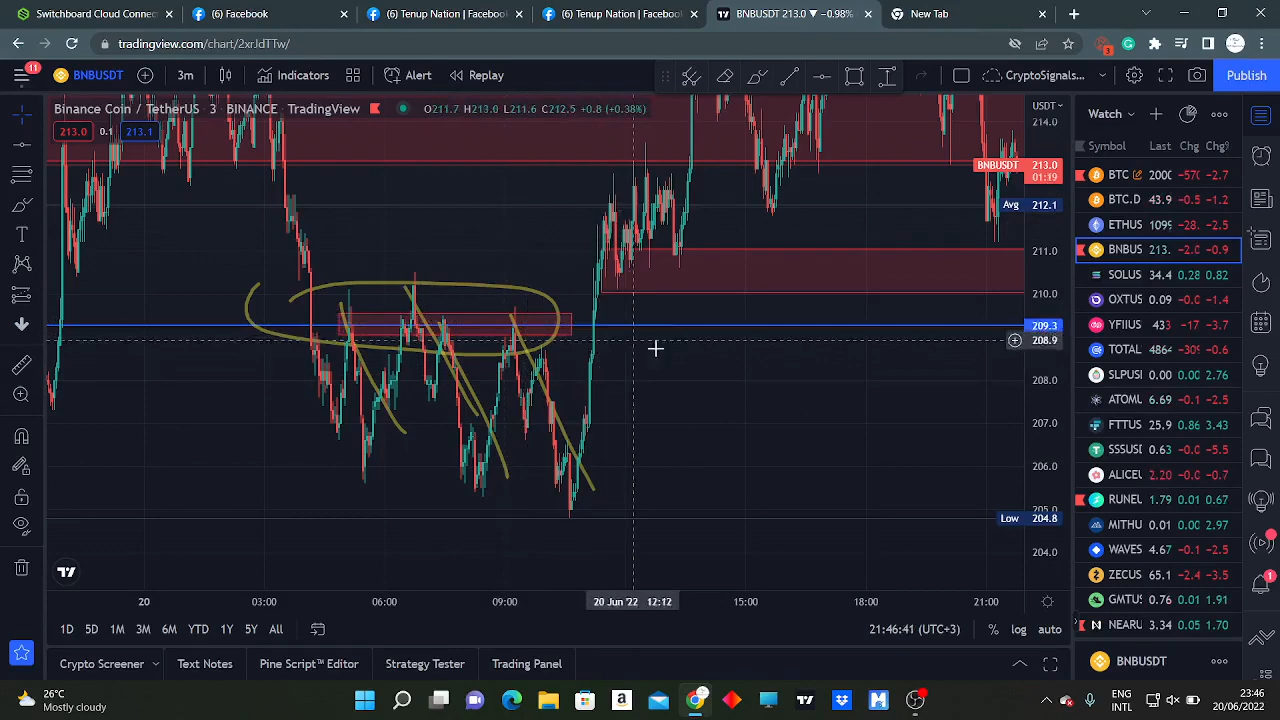 Switchboard Cloud Connect
(6) Facebook
(6) Tenup Nation | Facebook
(6) Tenup Nation | Facebook
BNBUSDT 213.0 ▼ −0.98%
New Tab
tradingview.com/chart/2xrJdTTw/
3
11
BNBUSDT
3m
Indicators
Alert
Replay
CryptoSignals...
Publish
Binance Coin / TetherUS · 3 · BINANCE · TradingView
O211.7 H213.0 L211.6 C212.5 +0.8 (+0.38%)
213.0 0.1 213.1
USDT
214.0
BNBUSDT 213.0
01:19
Avg 212.1
211.0
210.0
209.3
208.9
208.0
207.0
206.0
205.0
Low 204.8
204.0
20
03:00
06:00
09:00
20 Jun '22 12:12
15:00
18:00
21:00
1D 5D 1M 3M 6M YTD 1Y 5Y All
21:46:41 (UTC+3)
% log auto
Crypto Screener
Text Notes
Pine Script™ Editor
Strategy Tester
Trading Panel
Watch
Symbol Last Chg Chg%
BTC 2000 -570 -2.7
BTC.D 43.9 -0.5 -1.2
ETHUS 1099 -28. -2.5
BNBUS 213. -2.0 -0.9
SOLUS 34.4 0.28 0.82
OXTUS 0.09 -0.0 -1.4
YFIIUS 433 -17 -3.7
TOTAL 4864 -309 -0.6
SLPUSI 0.00 0.00 2.76
ATOMU 6.69 -0.1 -2.5
FTTUS 25.9 0.86 3.43
SSSUSI 0.63 -0.0 -5.5
ALICEU 2.20 -0.0 -0.7
RUNEU 1.79 0.01 0.67
MITHU 0.01 0.00 2.97
WAVES 4.67 -0.1 -2.5
ZECUS 65.1 -2.4 -3.5
GMTUS 0.76 0.01 1.91
NEARU 3.34 0.05 1.70
BNBUSDT
1
26°C
Mostly cloudy
ENG
INTL
23:46
20/06/2022